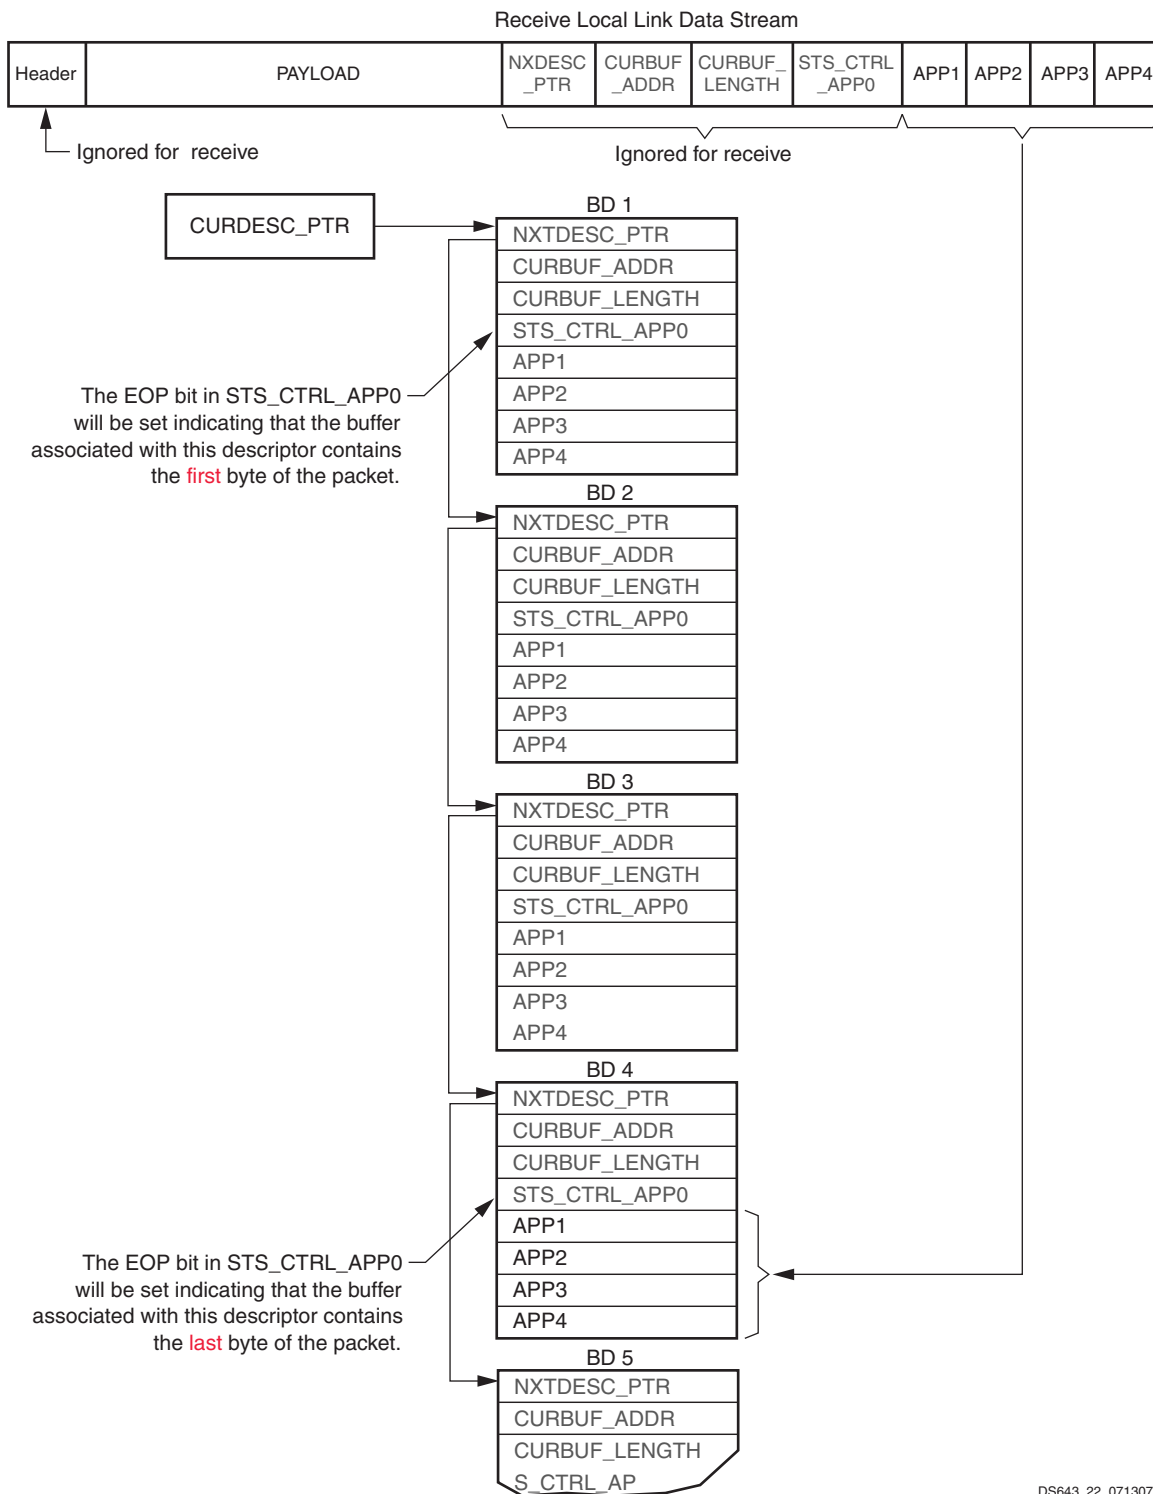 Receive Local Link Data Stream
Header
PAYLOAD
NXDESC
_PTR
CURBUF
_ADDR
CURBUF_
LENGTH
STS_CTRL
_APP0
APP1
APP2
APP3
APP4
Ignored for receive
Ignored for receive
CURDESC_PTR
BD 1
NXTDESC_PTR
CURBUF_ADDR
CURBUF_LENGTH
STS_CTRL_APP0
APP1
APP2
APP3
APP4
The EOP bit in STS_CTRL_APP0
will be set indicating that the buffer
associated with this descriptor contains
the first byte of the packet.
BD 2
NXTDESC_PTR
CURBUF_ADDR
CURBUF_LENGTH
STS_CTRL_APP0
APP1
APP2
APP3
APP4
BD 3
NXTDESC_PTR
CURBUF_ADDR
CURBUF_LENGTH
STS_CTRL_APP0
APP1
APP2
APP3
APP4
BD 4
NXTDESC_PTR
CURBUF_ADDR
CURBUF_LENGTH
STS_CTRL_APP0
APP1
APP2
APP3
APP4
The EOP bit in STS_CTRL_APP0
will be set indicating that the buffer
associated with this descriptor contains
the last byte of the packet.
BD 5
NXTDESC_PTR
CURBUF_ADDR
CURBUF_LENGTH
S_CTRL_AP
DS643_22_071307